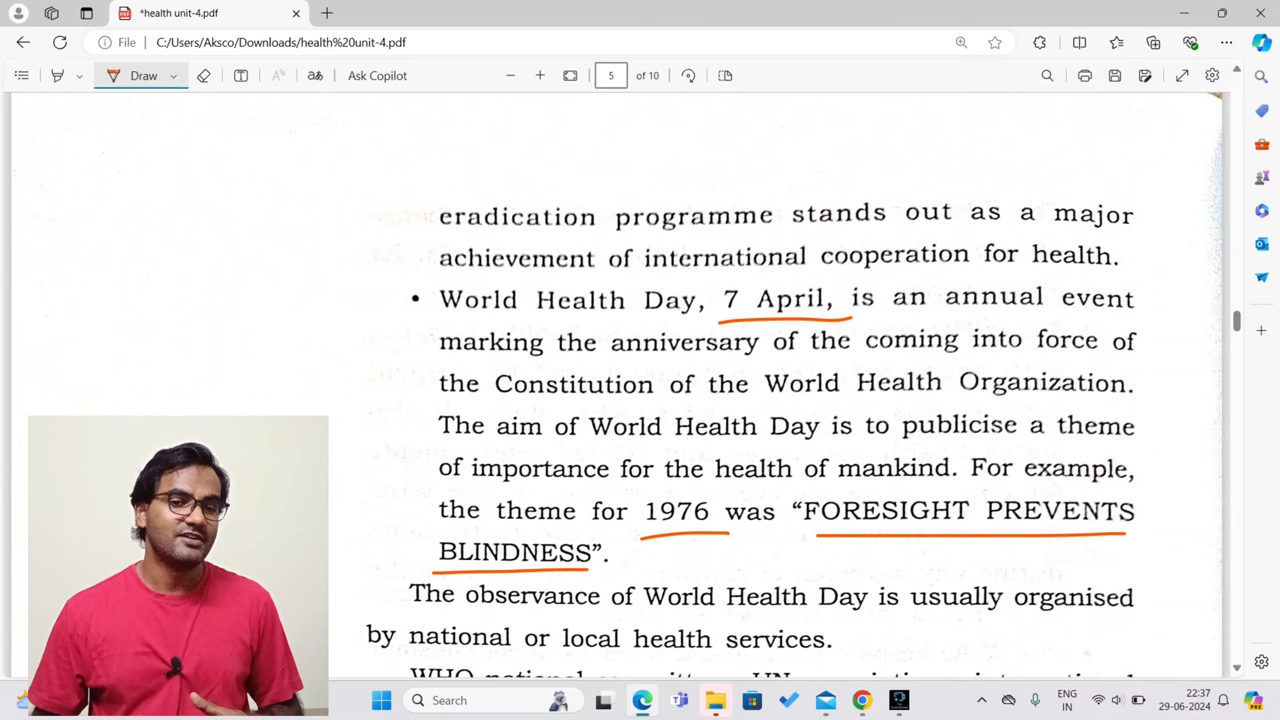 *health unit-4.pdf
File
C:/Users/Aksco/Downloads/health%20unit-4.pdf
Draw
Ask Copilot
5 of 10
eradication programme stands out as a major
achievement of international cooperation for health.
• World Health Day, 7 April, is an annual event
marking the anniversary of the coming into force of
the Constitution of the World Health Organization.
The aim of World Health Day is to publicise a theme
of importance for the health of mankind. For example,
the theme for 1976 was “FORESIGHT PREVENTS
BLINDNESS”.
The observance of World Health Day is usually organised
by national or local health services.
Search
ENG
IN
22:37
29-06-2024